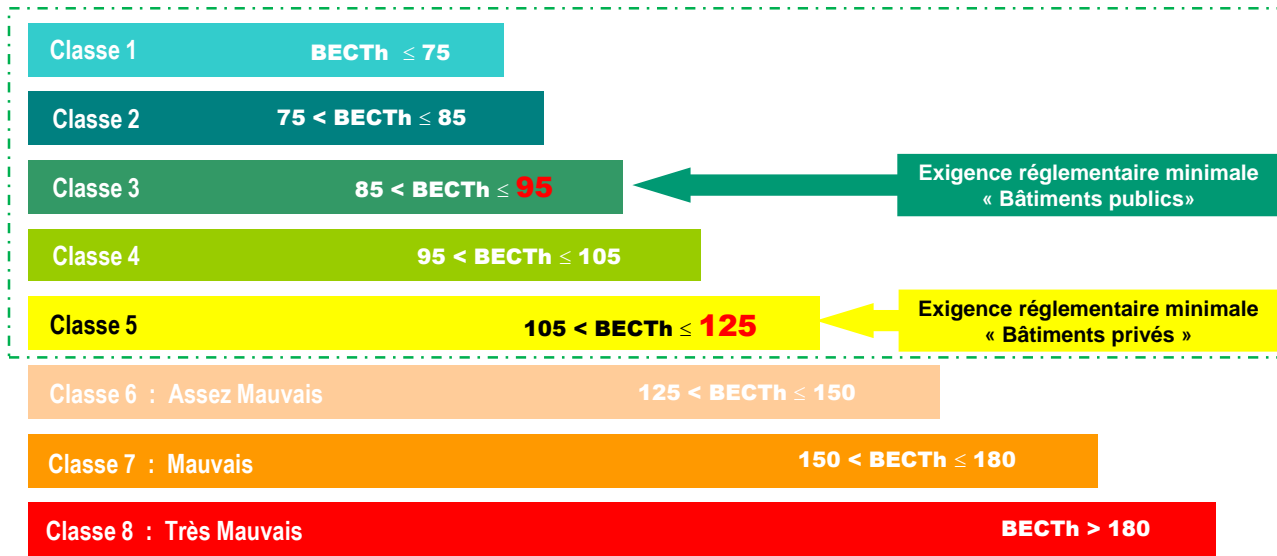 Classe 1 BECTh ≤ 75
Classe 2 75 < BECTh ≤ 85
Classe 3 85 < BECTh ≤ 95
Exigence réglementaire minimale
« Bâtiments publics»
Classe 4 95 < BECTh ≤ 105
Classe 5 105 < BECTh ≤ 125
Exigence réglementaire minimale
« Bâtiments privés »
Classe 6 : Assez Mauvais 125 < BECTh ≤ 150
Classe 7 : Mauvais 150 < BECTh ≤ 180
Classe 8 : Très Mauvais BECTh > 180